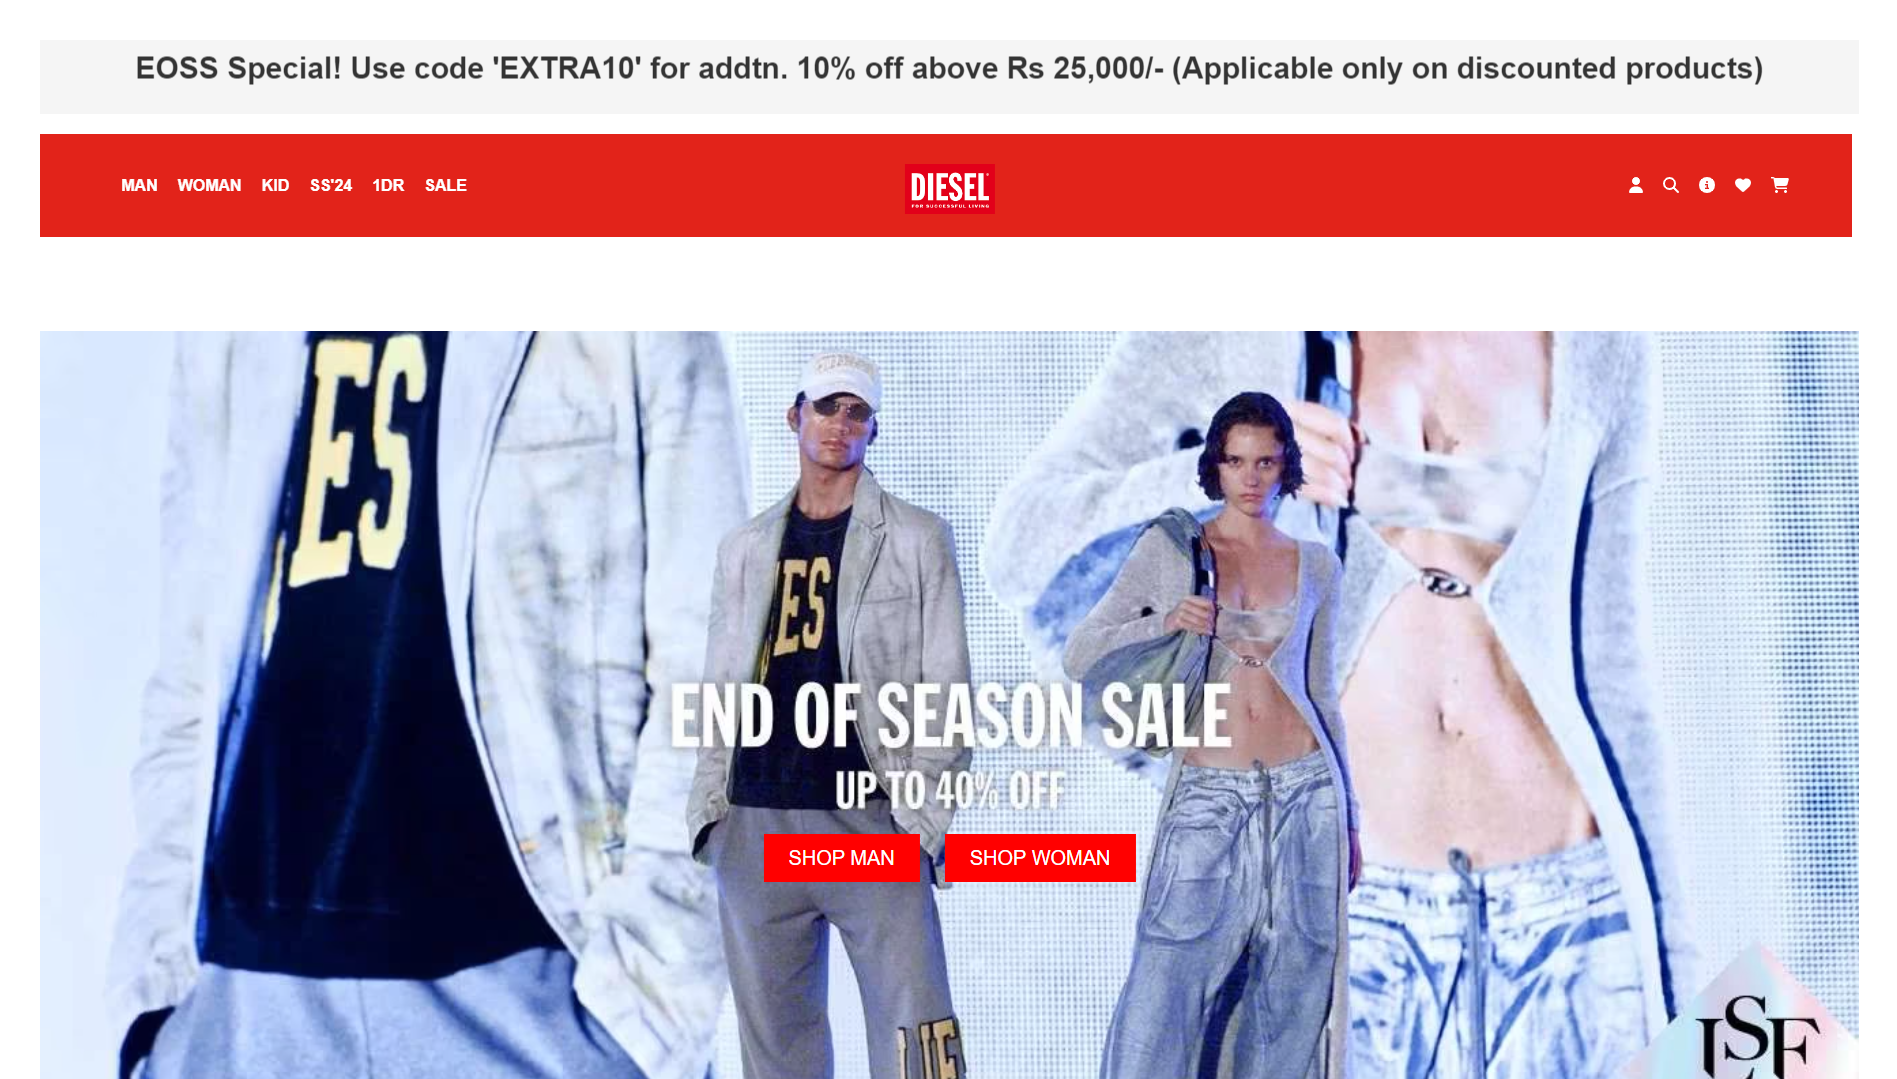 EOSS Special! Use code 'EXTRA10' for addtn. 10% off above Rs 25,000/- (Applicable only on discounted products)
MAN WOMAN KID SS'24 1DR SALE
DIESEL
FOR SUCCESSFUL LIVING
ES
IES
END OF SEASON SALE
UP TO 40% OFF
SHOP MAN SHOP WOMAN
LSF